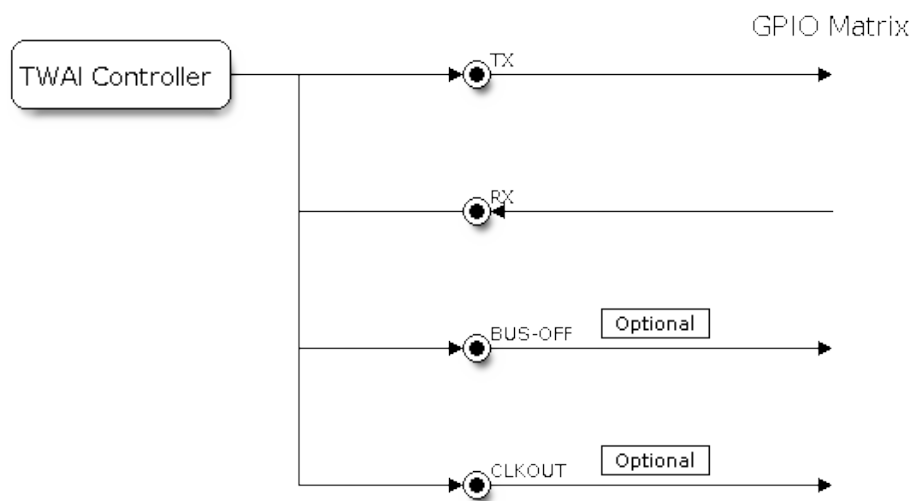 GPIO Matrix
TWAI Controller
TX
RX
BUS-OFF
Optional
CLKOUT
Optional